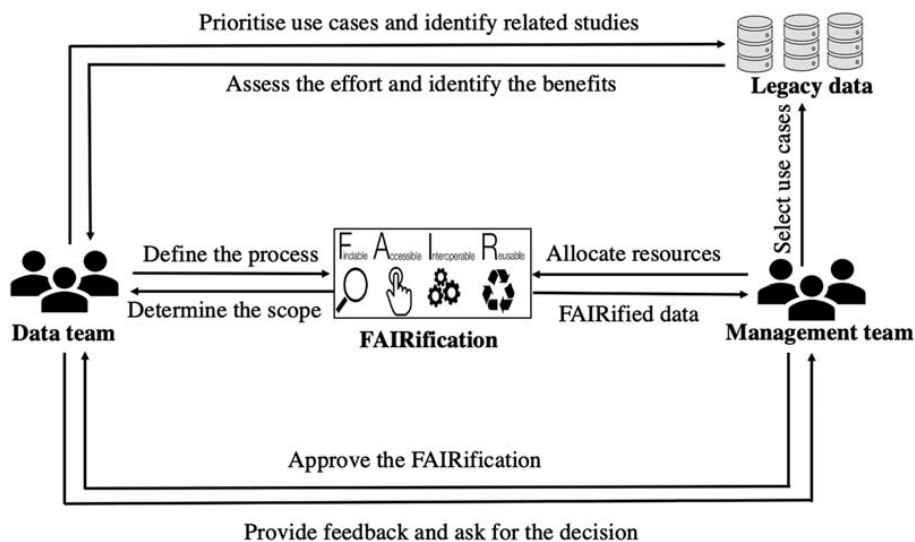 Prioritise use cases and identify related studies
Assess the effort and identify the benefits
Legacy data
Select use cases
Define the process
Findable Accessible Interoperable Reusable
Allocate resources
Determine the scope
FAIRified data
Data team
FAIRification
Management team
Approve the FAIRification
Provide feedback and ask for the decision